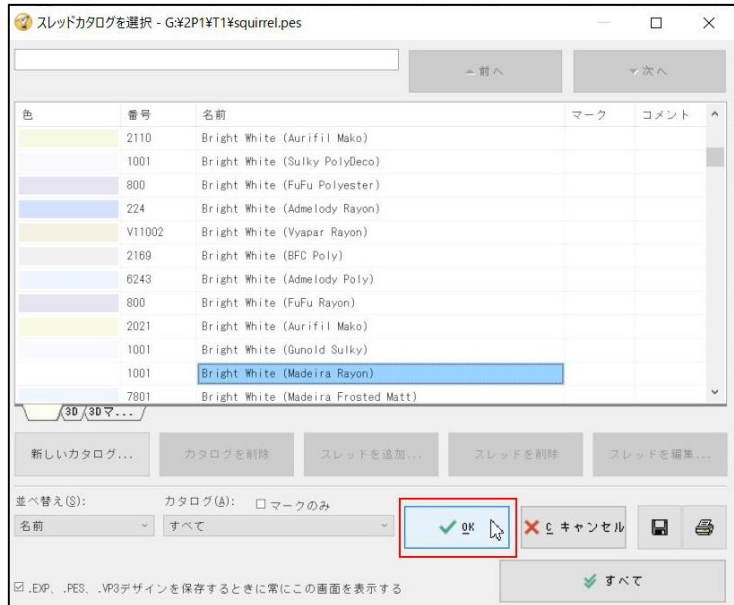 スレッドカタログを選択 - G:¥2P1¥T1¥squirrel.pes
前へ 次へ
色 番号 名前 マーク コメント
2110 Bright White (Aurifil Mako)
1001 Bright White (Sulky PolyDeco)
800 Bright White (FuFu Polyester)
224 Bright White (Admelody Rayon)
V11002 Bright White (Vyapar Rayon)
2169 Bright White (BFC Poly)
6243 Bright White (Admelody Poly)
800 Bright White (FuFu Rayon)
2021 Bright White (Aurifil Mako)
1001 Bright White (Gunold Sulky)
1001 Bright White (Madeira Rayon)
7801 Bright White (Madeira Frosted Matt)
3D 3Dマ...
新しいカタログ... カタログを削除 スレッドを追加... スレッドを削除 スレッドを編集...
並べ替え(S): カタログ(A): マークのみ
名前 すべて OK C キャンセル
.EXP、.PES、.VP3デザインを保存するときに常にこの画面を表示する すべて